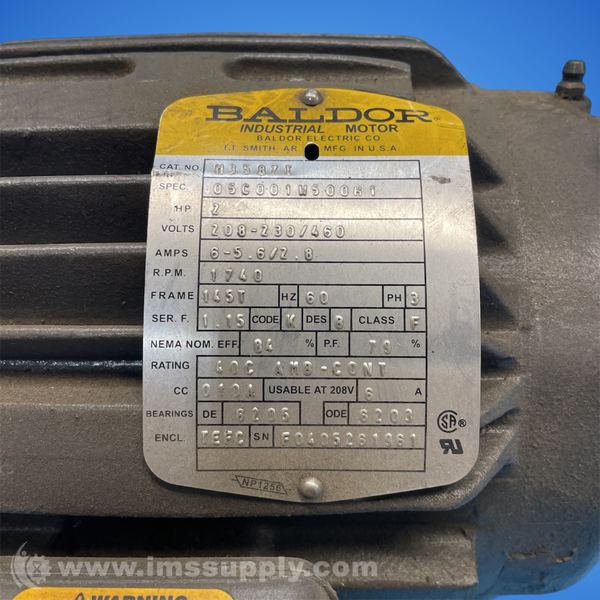 BALDOR®
INDUSTRIAL MOTOR
BALDOR ELECTRIC CO.
FT. SMITH AR MFG. IN U.S.A
CAT. NO. M3587T
SPEC. 05C001M500R1
HP 2
VOLTS 208-230/460
AMPS 6-5.6/2.8
R.P.M. 1740
FRAME 145T HZ 60 PH 3
SER. F. 1.15 CODE K DES B CLASS F
NEMA NOM. EFF. 84 % P.F. 79 %
RATING 40C AMB-CONT
CC 010A USABLE AT 208V 6 A
BEARINGS DE 6205 ODE 6203
ENCL. TEFC SN F0405261961
NP1256
www.imssupply.com
WARNING